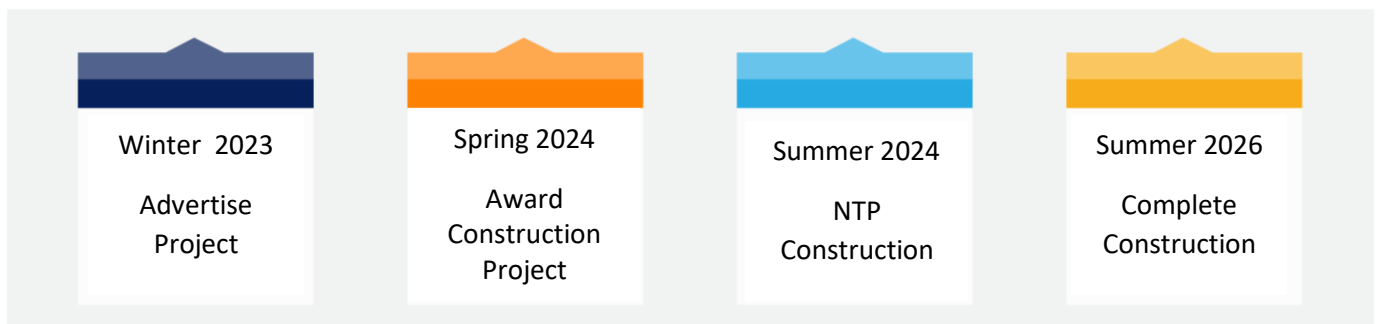 Winter 2023
Advertise
Project
Spring 2024
Award
Construction
Project
Summer 2024
NTP
Construction
Summer 2026
Complete
Construction